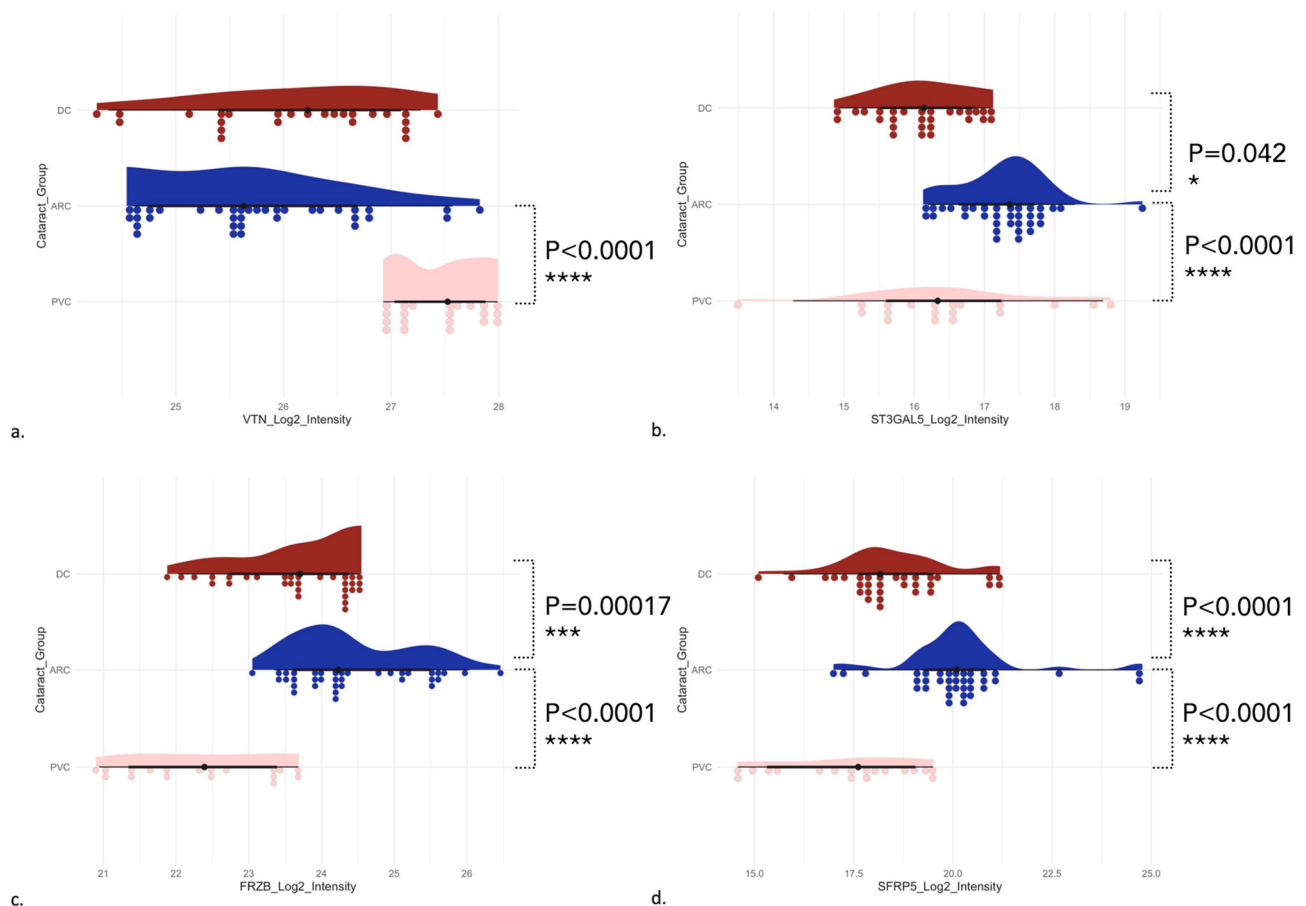 DC
ARC
PVC
Cataract_Group
P<0.0001
****
25
26
27
28
VTN_Log2_Intensity
a.
DC
ARC
PVC
Cataract_Group
P=0.042
*
P<0.0001
****
14
15
16
17
18
19
ST3GAL5_Log2_Intensity
b.
DC
ARC
PVC
Cataract_Group
P=0.00017
***
P<0.0001
****
21
22
23
24
25
26
FRZB_Log2_Intensity
c.
DC
ARC
PVC
Cataract_Group
P<0.0001
****
P<0.0001
****
15.0
17.5
20.0
22.5
25.0
SFRP5_Log2_Intensity
d.